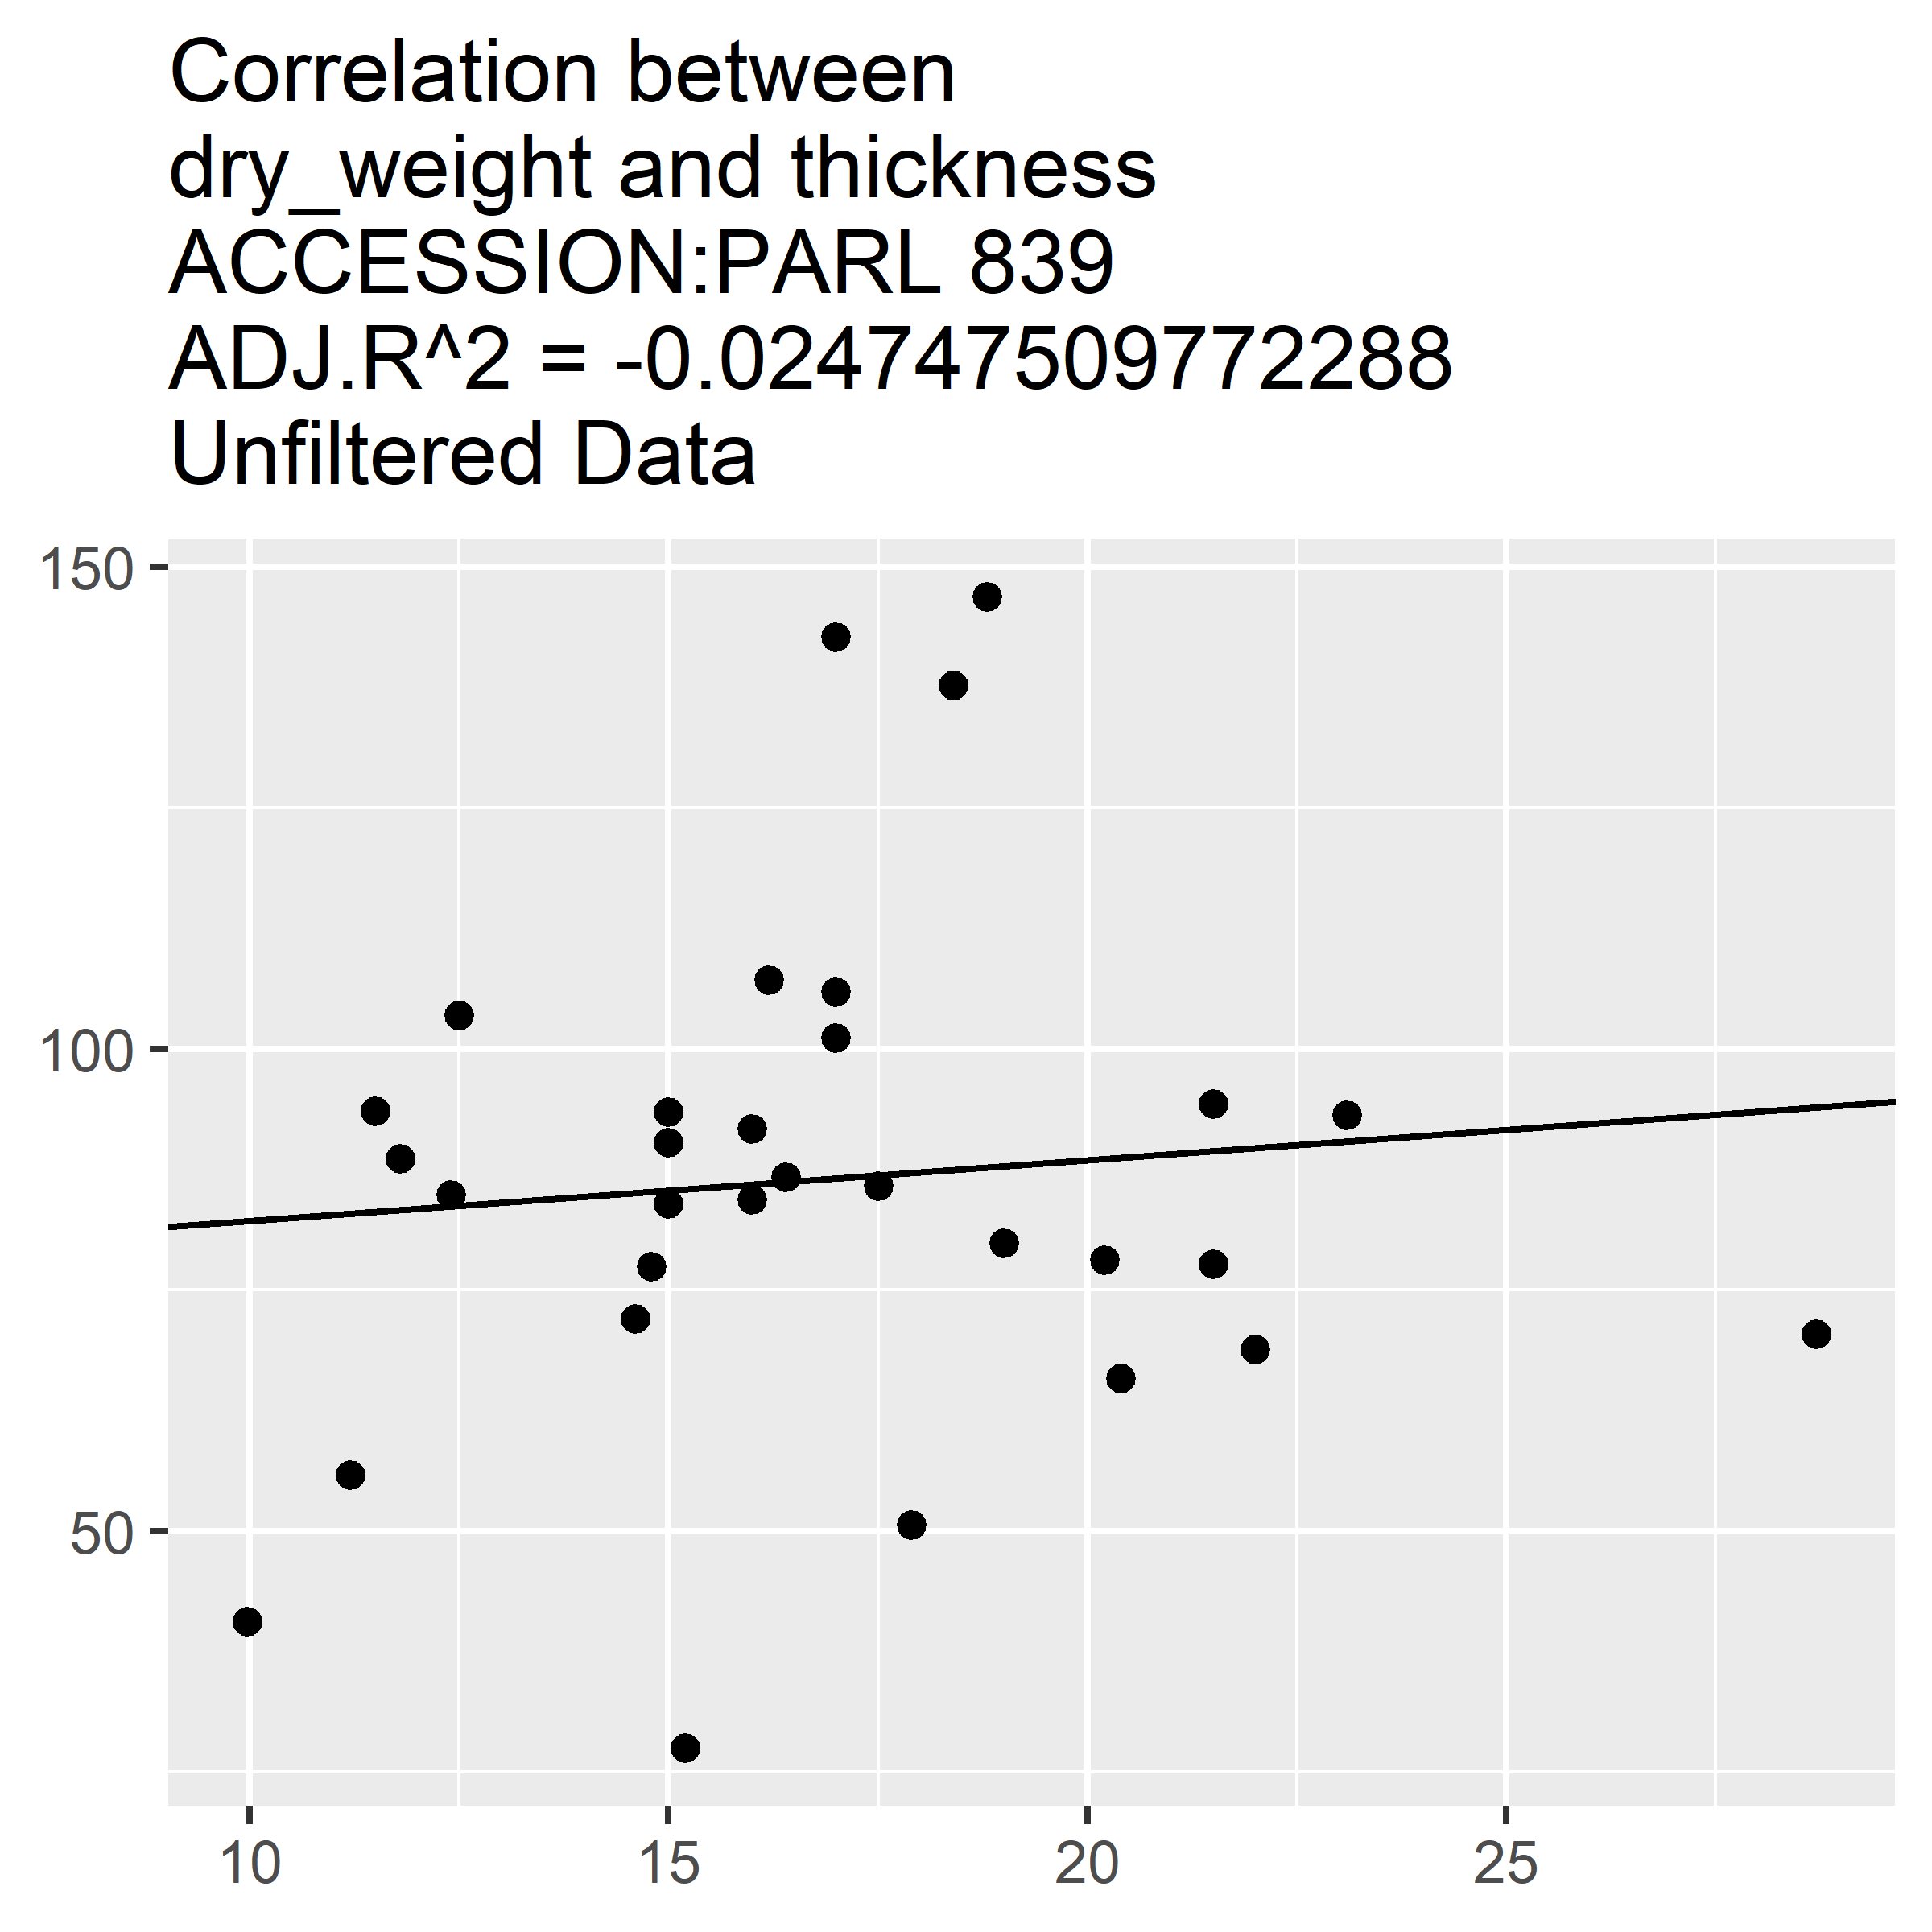 Correlation between
dry_weight and thickness
ACCESSION:PARL 839
ADJ.R^2 = -0.024747509772288
Unfiltered Data
150
100
50
10
15
20
25